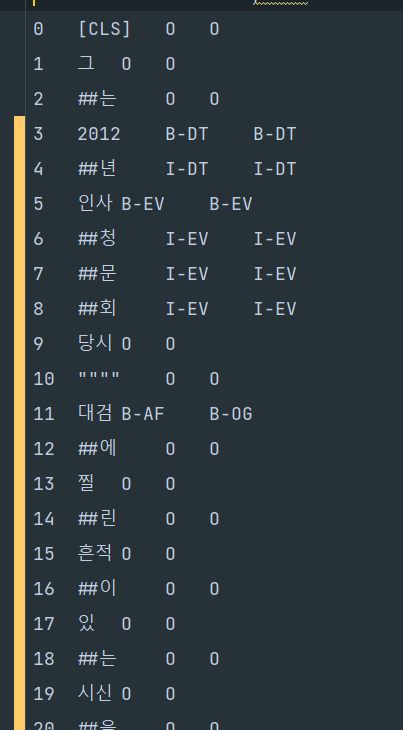 0 [CLS] O O
1 그 O O
2 ##는 O O
3 2012 B-DT B-DT
4 ##년 I-DT I-DT
5 인사 B-EV B-EV
6 ##청 I-EV I-EV
7 ##문 I-EV I-EV
8 ##회 I-EV I-EV
9 당시 O O
10 """" O O
11 대검 B-AF B-OG
12 ##에 O O
13 찔 O O
14 ##린 O O
15 흔적 O O
16 ##이 O O
17 있 O O
18 ##는 O O
19 시신 O O
20 ##을 O O